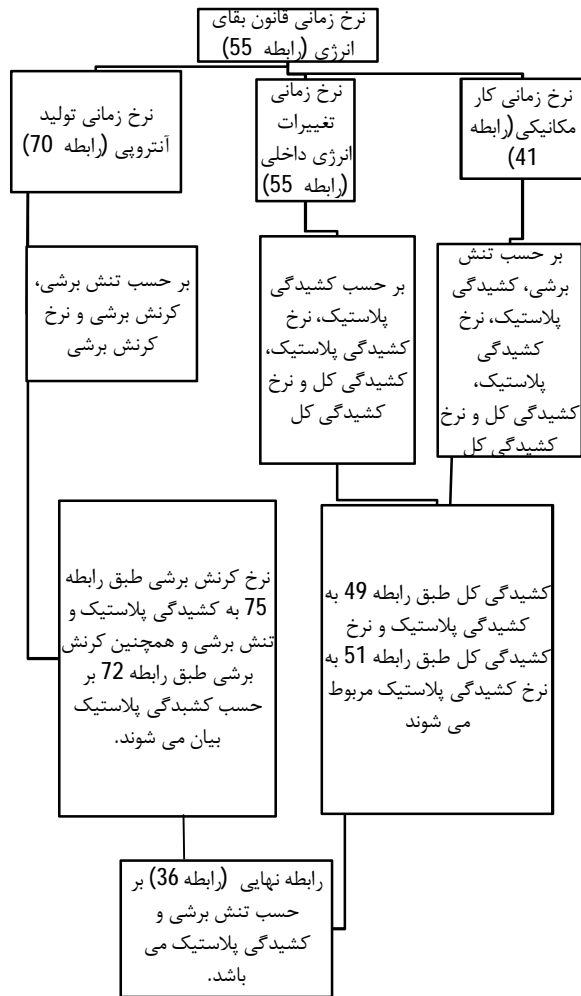 نرخ زمانی قانون بقای
انرژی (رابطه 55)
نرخ زمانی کار
مکانیکی(رابطه
41)
نرخ زمانی
تغییرات
انرژی داخلی
(رابطه 55)
نرخ زمانی تولید
آنتروپی (رابطه 70)
بر حسب تنش
برشی، کشیدگی
پلاستیک، نرخ
کشیدگی
پلاستیک،
کشیدگی کل و نرخ
کشیدگی کل
بر حسب کشیدگی
پلاستیک، نرخ
کشیدگی پلاستیک،
کشیدگی کل و نرخ
کشیدگی کل
بر حسب تنش برشی،
کرنش برشی و نرخ
کرنش برشی
کشیدگی کل طبق رابطه 49 به
کشیدگی پلاستیک و نرخ
کشیدگی کل طبق رابطه 51 به
نرخ کشیدگی پلاستیک مربوط
می شوند
نرخ کرنش برشی طبق رابطه
75 به کشیدگی پلاستیک و
تنش برشی و همچنین کرنش
برشی طبق رابطه 72 بر
حسب کشبدگی پلاستیک
بیان می شوند.
رابطه نهایی (رابطه 36) بر
حسب تنش برشی و
کشیدگی پلاستیک می
باشد.